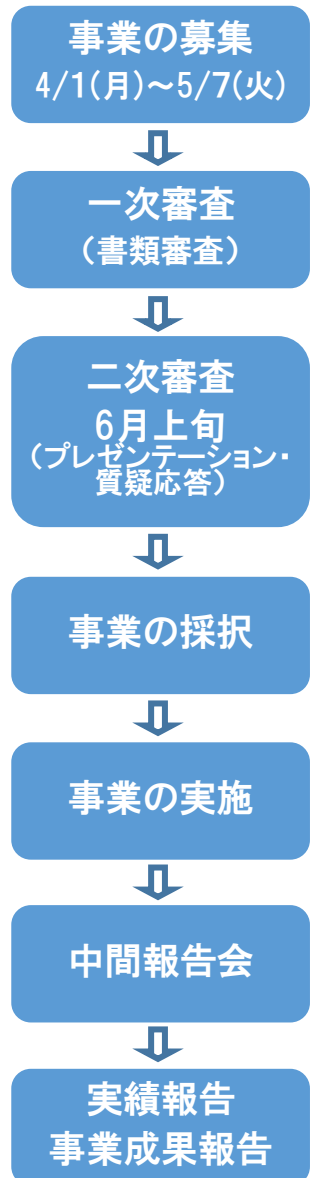 事業の募集
4/1(月)～5/7(火)
一次審査
（書類審査）
二次審査
6月上旬
（プレゼンテーション・
質疑応答）
事業の採択
事業の実施
中間報告会
実績報告
事業成果報告